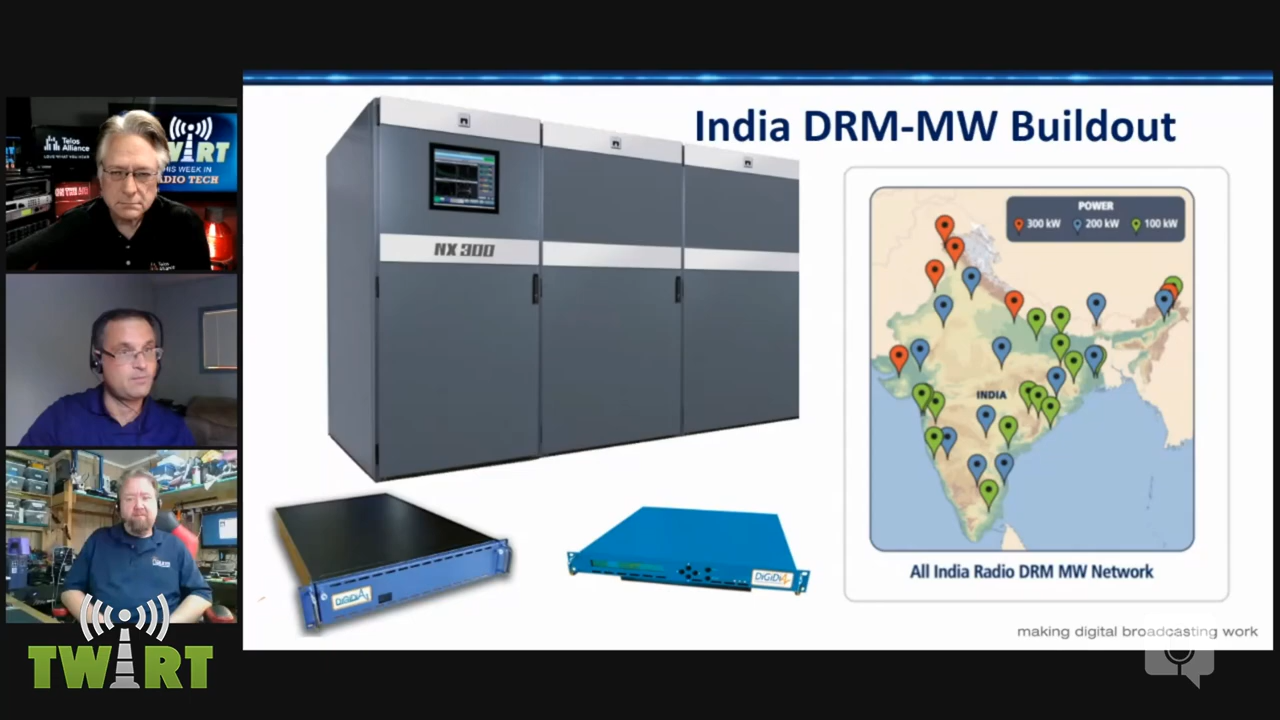 Telos
Alliance
TWiRT
THIS WEEK IN
RADIO TECH
ON THE AIR
TWiRT
India DRM-MW Buildout
NX 300
DiGiDiA
DiGiDiA
POWER
300 kW
200 kW
100 kW
INDIA
All India Radio DRM MW Network
making digital broadcasting work